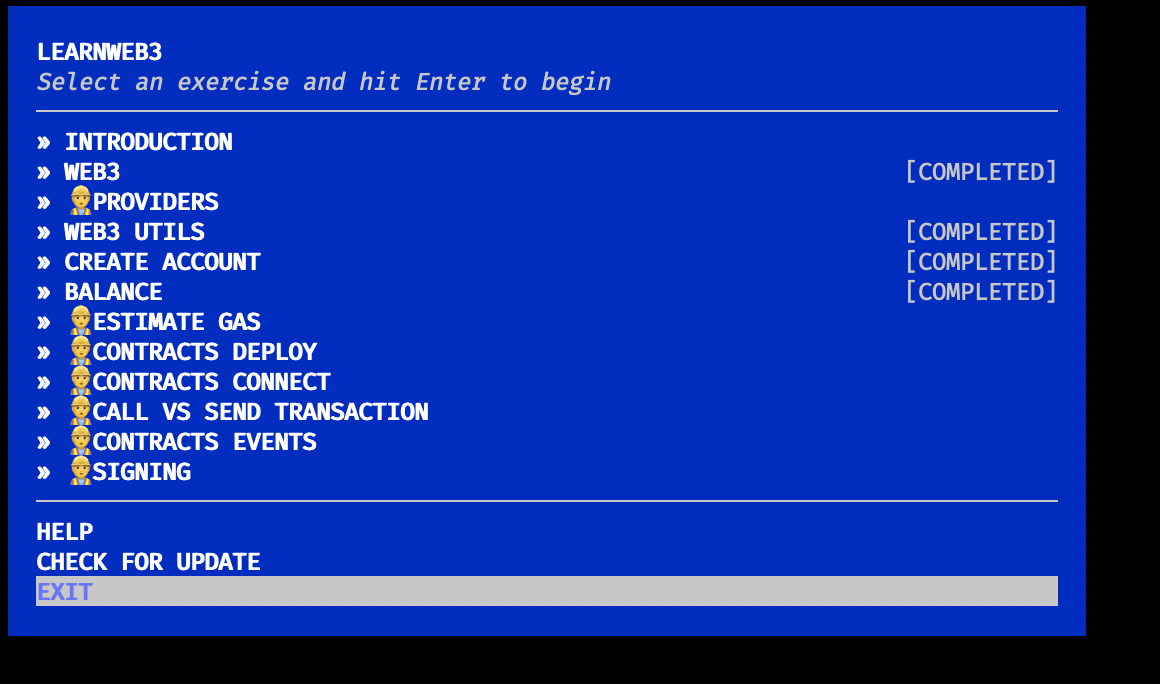 LEARNWEB3
Select an exercise and hit Enter to begin
» INTRODUCTION
» WEB3 [COMPLETED]
» 👷PROVIDERS
» WEB3 UTILS [COMPLETED]
» CREATE ACCOUNT [COMPLETED]
» BALANCE [COMPLETED]
» 👷ESTIMATE GAS
» 👷CONTRACTS DEPLOY
» 👷CONTRACTS CONNECT
» 👷CALL VS SEND TRANSACTION
» 👷CONTRACTS EVENTS
» 👷SIGNING
HELP
CHECK FOR UPDATE
EXIT